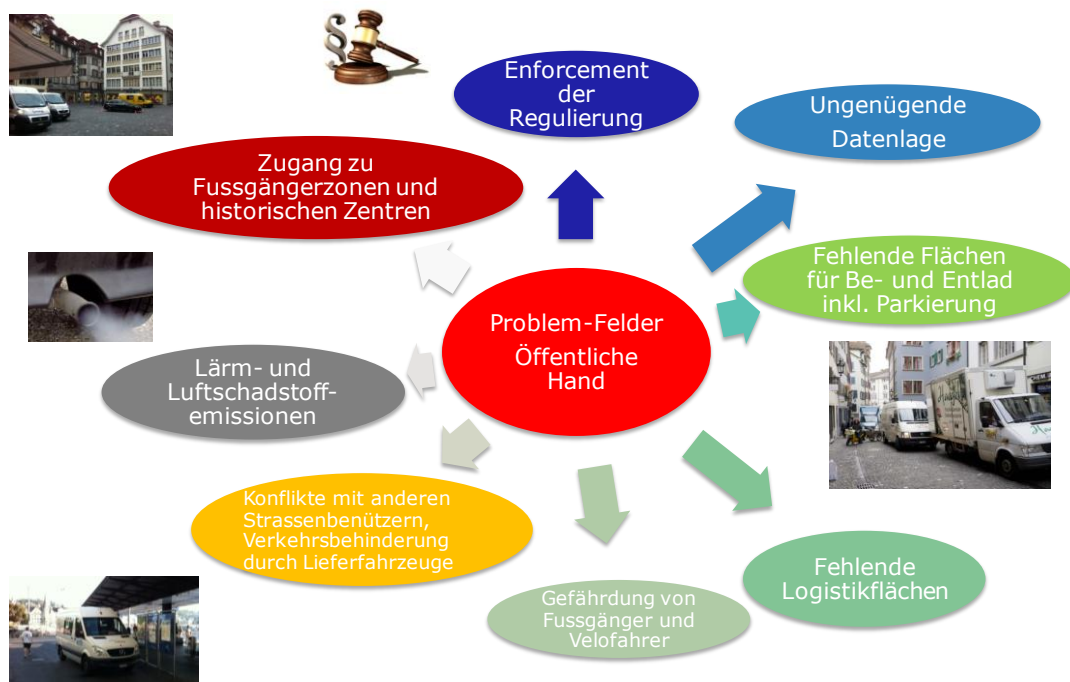 Enforcement
der
Regulierung
Ungenügende
Datenlage
Zugang zu
Fussgängerzonen und
historischen Zentren
Fehlende Flächen
für Be- und Entlad
inkl. Parkierung
Problem-Felder
Öffentliche
Hand
Lärm- und
Luftschadstoff-
emissionen
Konflikte mit anderen
Strassenbenützern,
Verkehrsbehinderung
durch Lieferfahrzeuge
Fehlende
Logistikflächen
Gefährdung von
Fussgänger und
Velofahrer